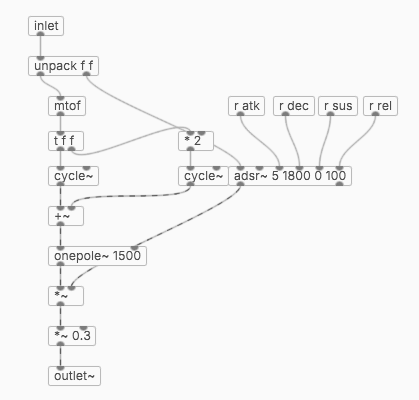 inlet
unpack f f
mtof
r atk
r dec
r sus
r rel
t f f
* 2
cycle~
cycle~
adsr~ 5 1800 0 100
+~
onepole~ 1500
*~
*~ 0.3
outlet~